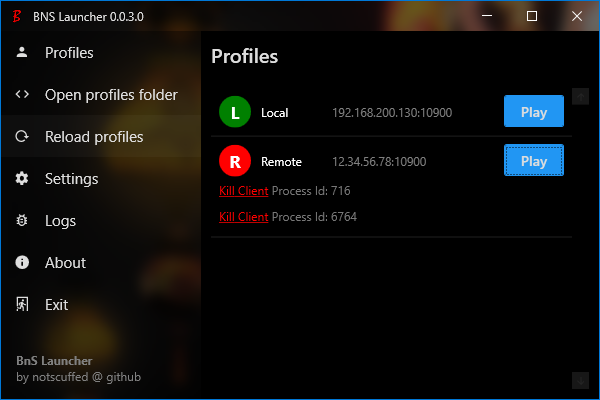 BNS Launcher 0.0.3.0
Profiles
Open profiles folder
Reload profiles
Settings
Logs
About
Exit
BnS Launcher
by notscuffed @ github
Profiles
L Local 192.168.200.130:10900 Play
R Remote 12.34.56.78:10900 Play
Kill Client Process Id: 716
Kill Client Process Id: 6764